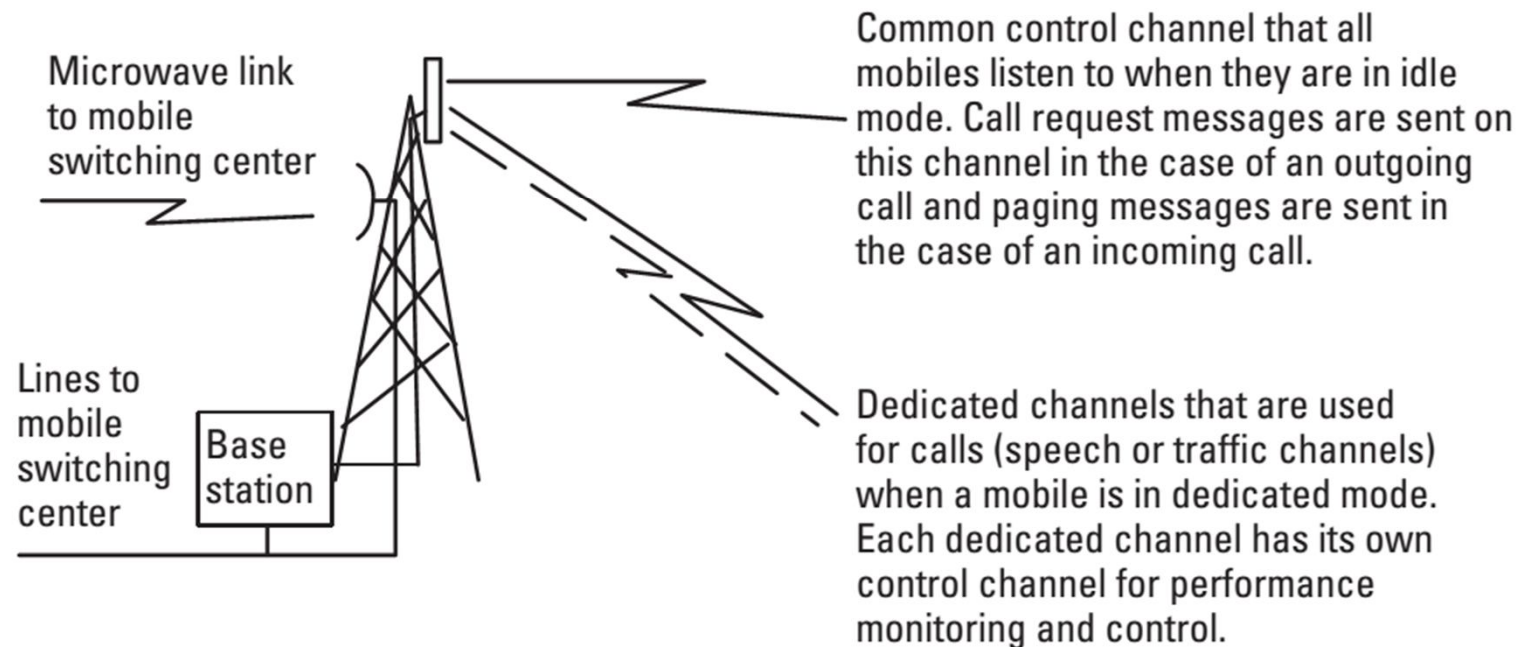 Microwave link
to mobile
switching center
Common control channel that all
mobiles listen to when they are in idle
mode. Call request messages are sent on
this channel in the case of an outgoing
call and paging messages are sent in
the case of an incoming call.
Lines to
mobile
switching
center
Base
station
Dedicated channels that are used
for calls (speech or traffic channels)
when a mobile is in dedicated mode.
Each dedicated channel has its own
control channel for performance
monitoring and control.